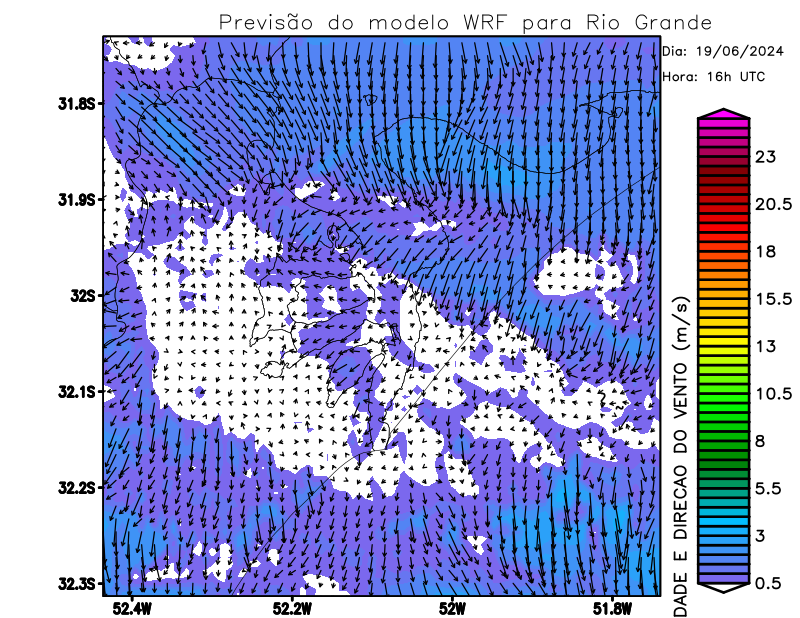 Previsão do modelo WRF para Rio Grande
Dia: 19/06/2024
Hora: 16h UTC
31.8S
31.9S
32S
32.1S
32.2S
32.3S
52.4W
52.2W
52W
51.8W
DADE E DIRECAO DO VENTO (m/s)
23
20.5
18
15.5
13
10.5
8
5.5
3
0.5